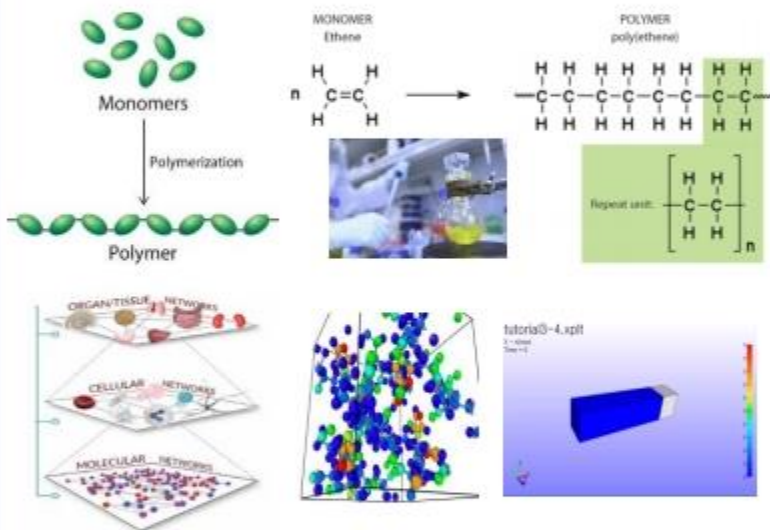 Monomers
Polymerization
Polymer
MONOMER
Ethene
n
H H
C=C
H H
POLYMER
poly(ethene)
H H H H H H H H
C—C—C—C—C—C—C—C
H H H H H H H H
Repeat unit:
H H
C—C
H H
n
ORGAN/TISSUE NETWORKS
CELLULAR NETWORKS
MOLECULAR NETWORKS
tutorial3-4.xplt